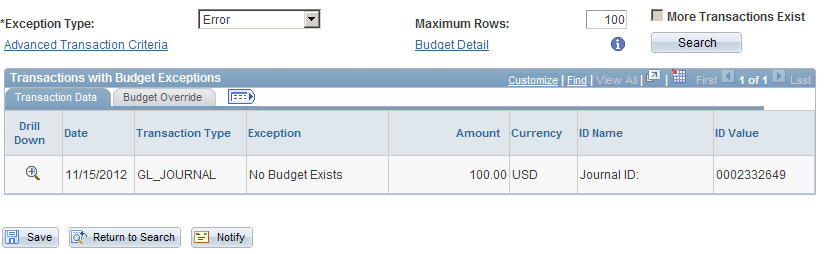 *Exception Type: Error Maximum Rows: 100 More Transactions Exist
Advanced Transaction Criteria Budget Detail Search
Transactions with Budget Exceptions Customize | Find | View All | | First 1 of 1 Last
Transaction Data Budget Override
Drill Down Date Transaction Type Exception Amount Currency ID Name ID Value
11/15/2012 GL_JOURNAL No Budget Exists 100.00 USD Journal ID: 0002332649
Save Return to Search Notify